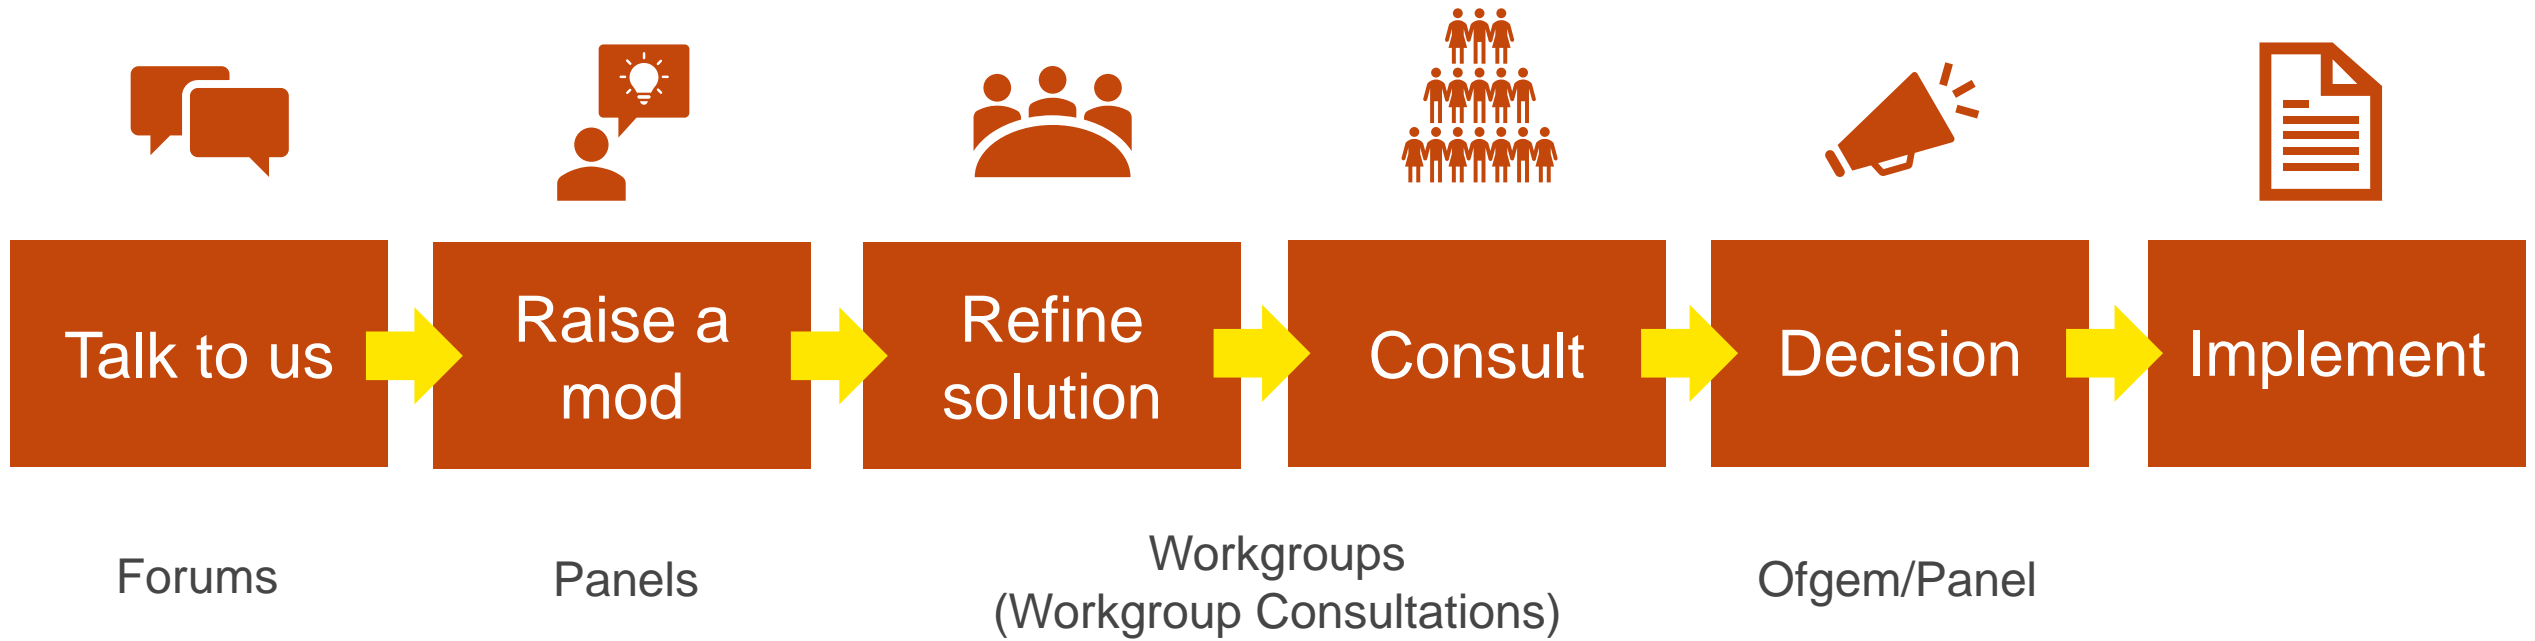 Talk to us
Raise a
mod
Refine
solution
Consult
Decision
Implement
Forums
Panels
Workgroups
(Workgroup Consultations)
Ofgem/Panel